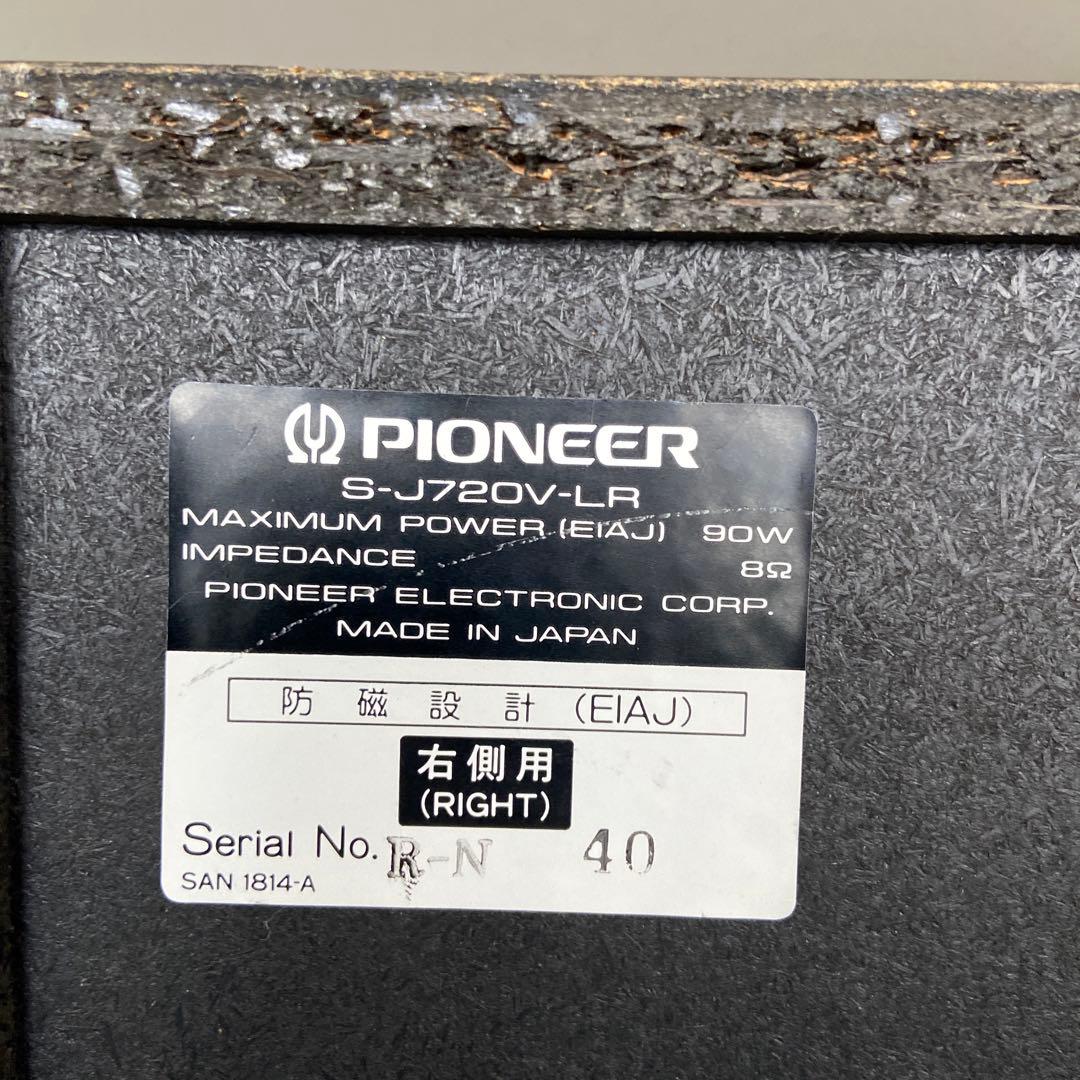 PIONEER
S-J720V-LR
MAXIMUM POWER (EIAJ) 90W
IMPEDANCE 8Ω
PIONEER ELECTRONIC CORP.
MADE IN JAPAN
防磁設計 (EIAJ)
右側用
(RIGHT)
Serial No. R-N 40
SAN 1814-A